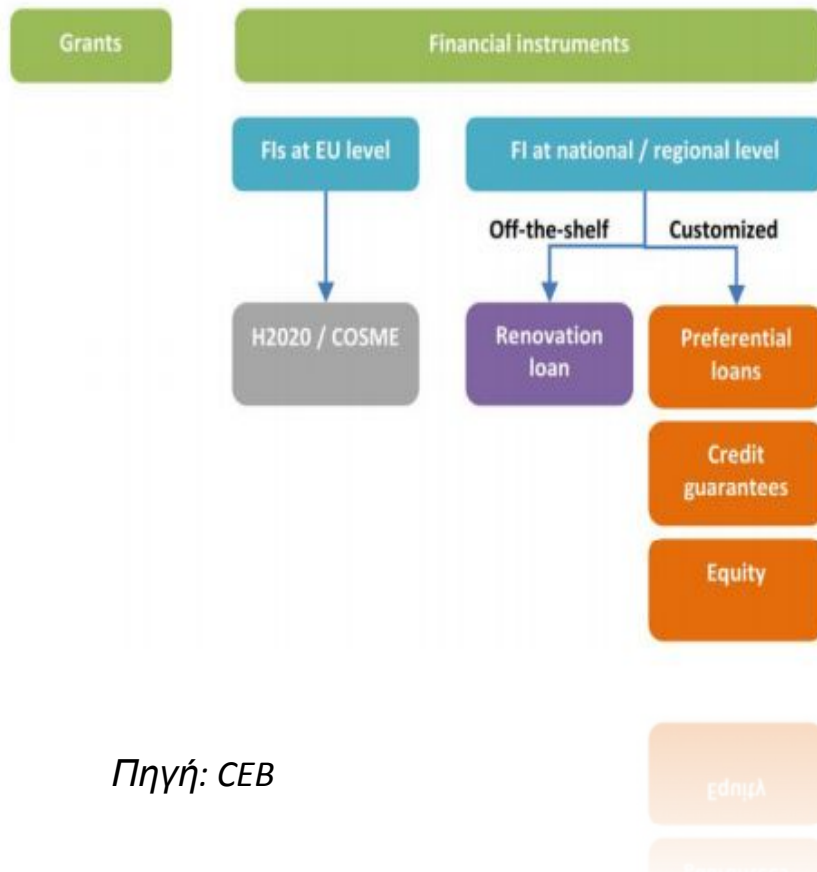 Grants
Financial instruments
FIs at EU level
FI at national / regional level
Off-the-shelf
Customized
H2020 / COSME
Renovation
loan
Preferential
loans
Credit
guarantees
Equity
Πηγή: CEB